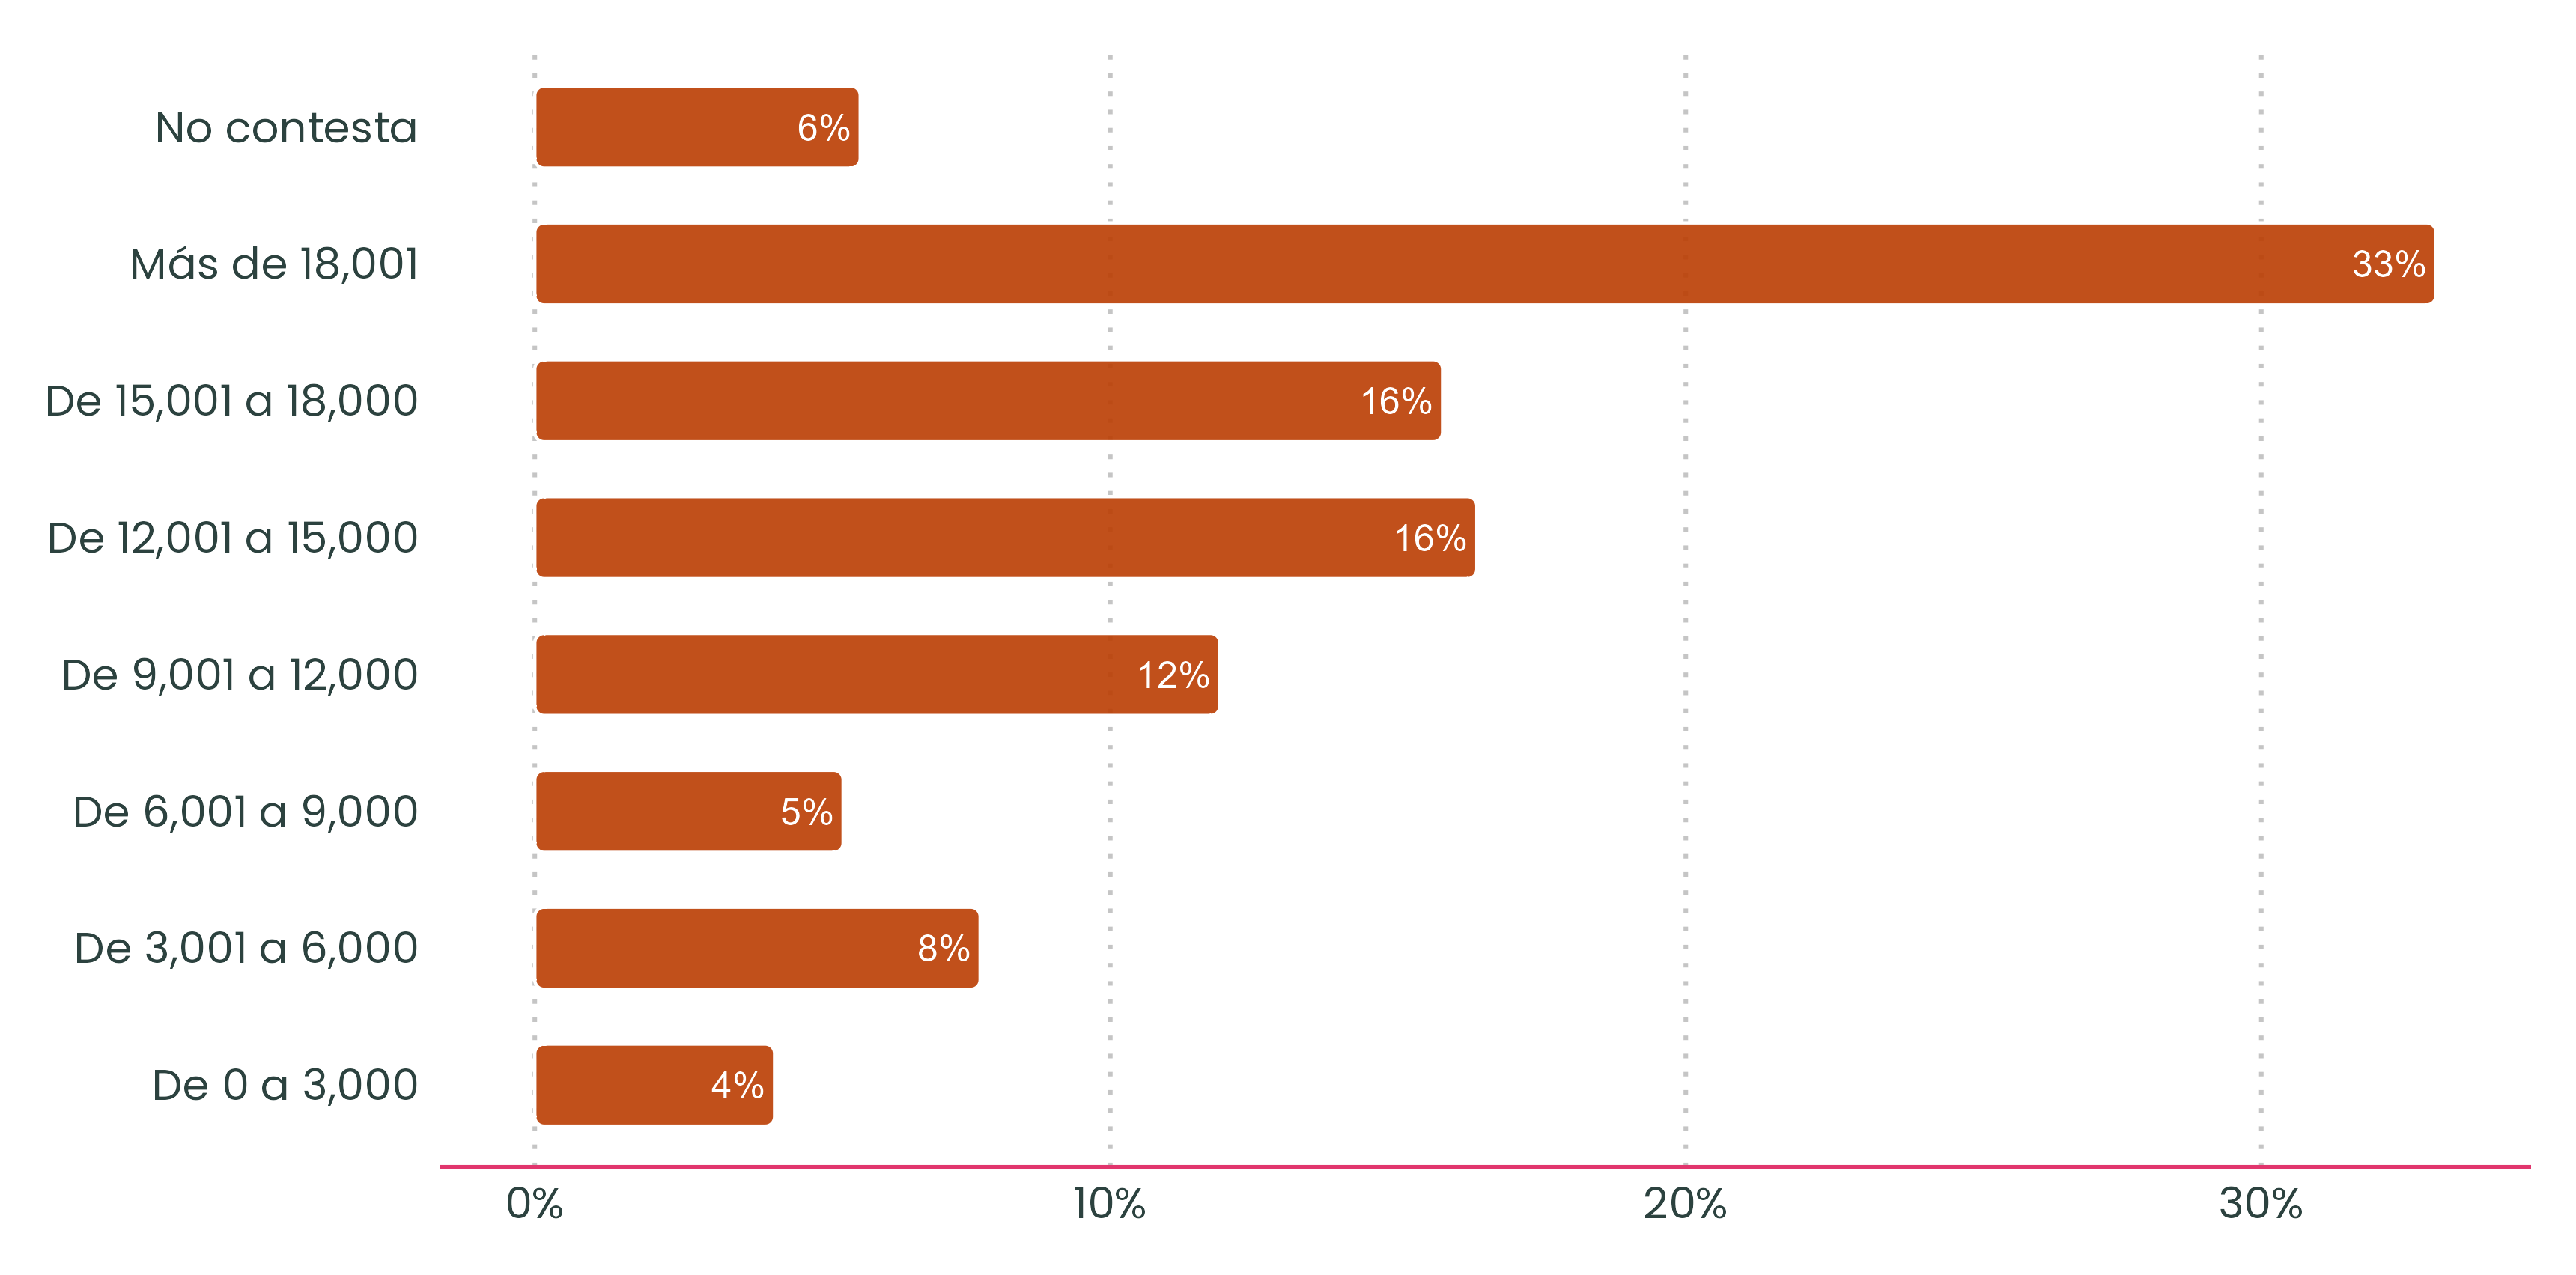 No contesta 6%
Más de 18,001 33%
De 15,001 a 18,000 16%
De 12,001 a 15,000 16%
De 9,001 a 12,000 12%
De 6,001 a 9,000 5%
De 3,001 a 6,000 8%
De 0 a 3,000 4%
0% 10% 20% 30%